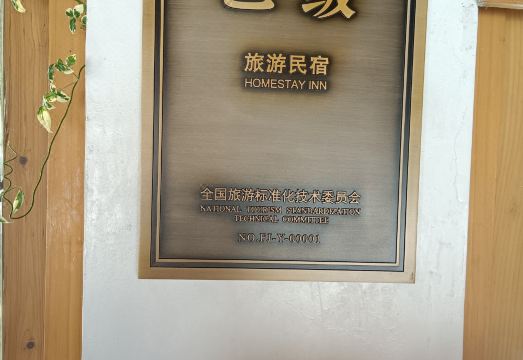 旅游民宿
HOMESTAY INN
全国旅游标准化技术委员会
NATIONAL TOURISM STANDARDIZATION
TECHNICAL COMMITTEE